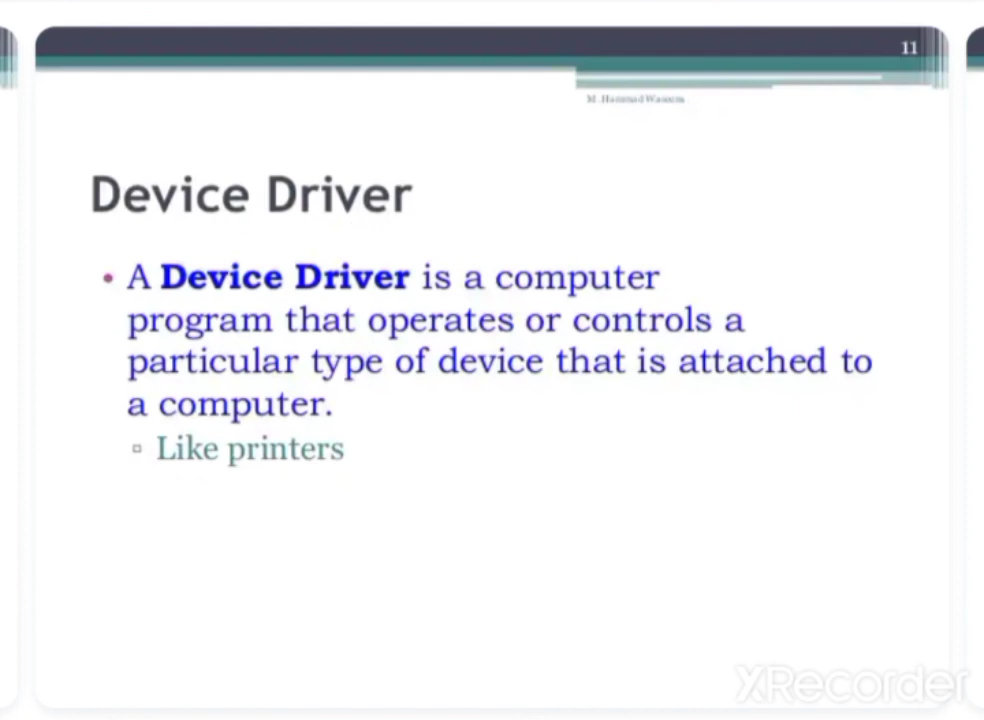 11
M. Hammad Waseem
Device Driver
• A Device Driver is a computer
program that operates or controls a
particular type of device that is attached to
a computer.
▫ Like printers
XRecorder